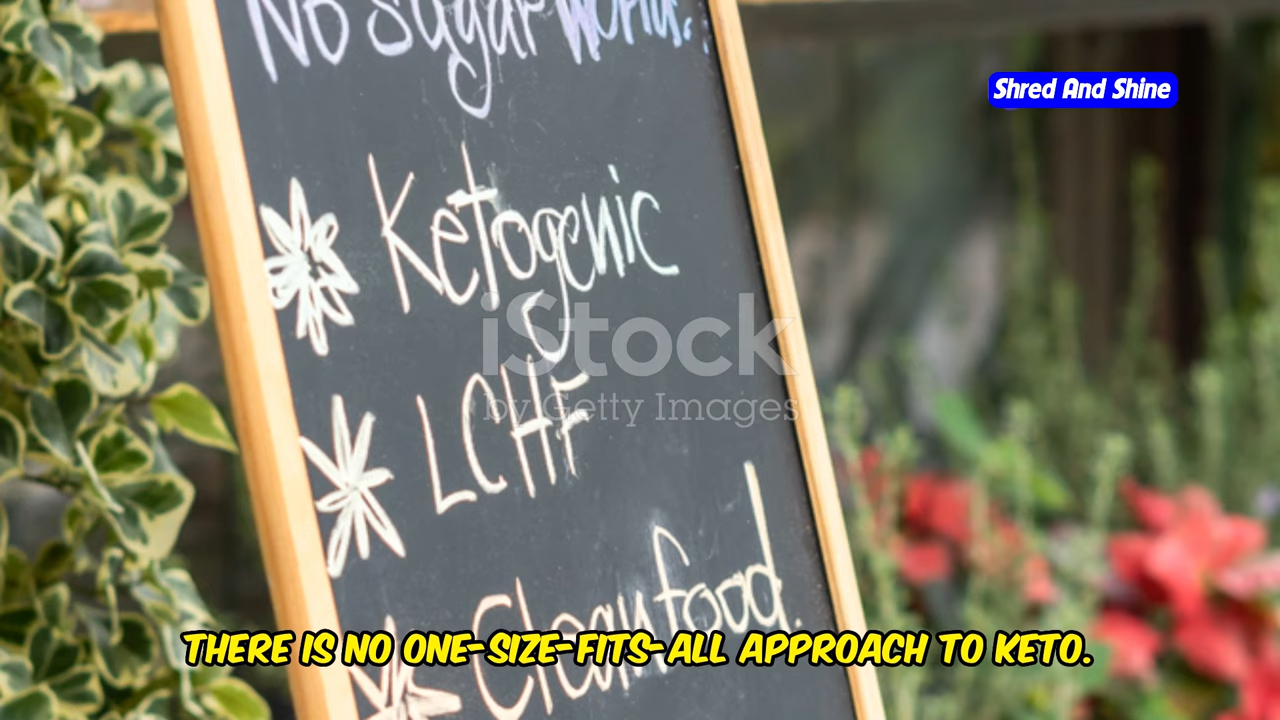 No Sugar World.
Shred And Shine
Ketogenic
&
iStock
by Getty Images
LCHF
Clean food.
THERE IS NO ONE-SIZE-FITS-ALL APPROACH TO KETO.